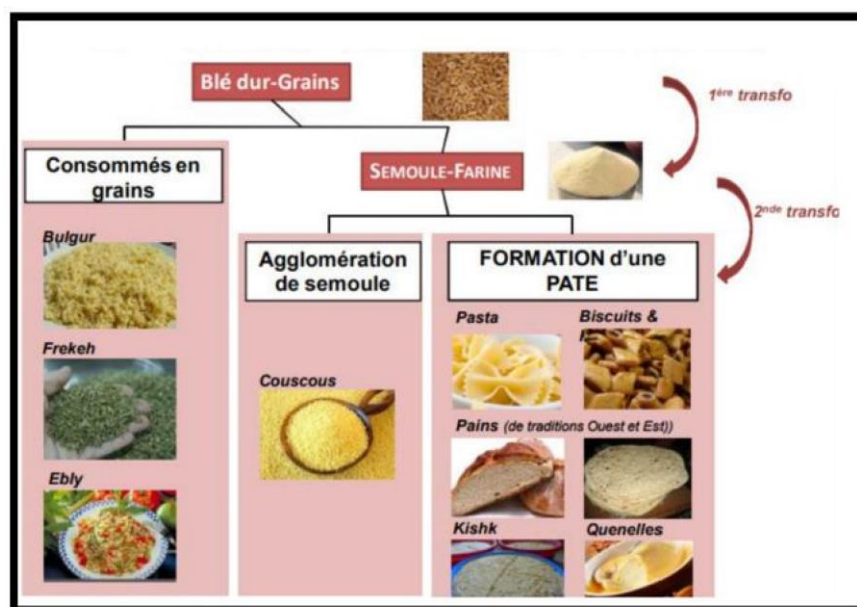 Blé dur-Grains
1ère transfo
Consommés en
grains
SEMOULE-FARINE
2nde transfo
Bulgur
Agglomération
de semoule
FORMATION d'une
PATE
Pasta
Biscuits &
Frekeh
Couscous
Pains (de traditions Ouest et Est))
Ebly
Kishk
Quenelles